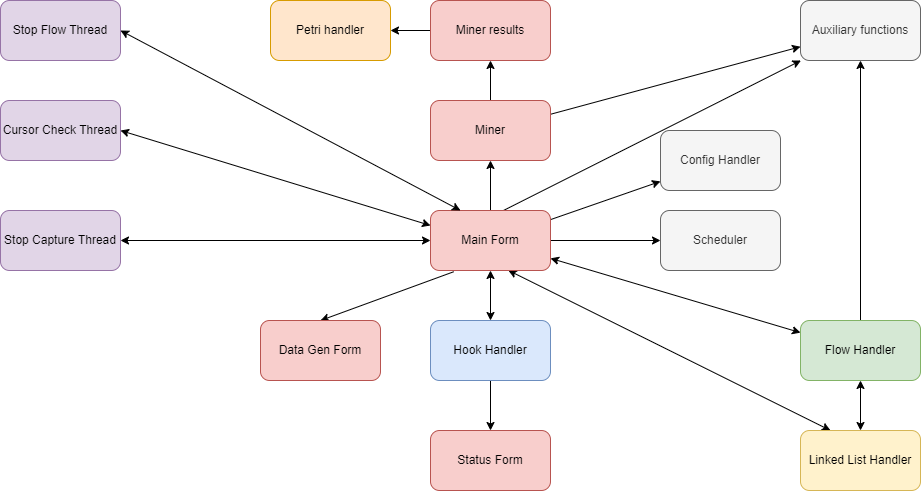 Stop Flow Thread
Petri handler
Miner results
Auxiliary functions
Cursor Check Thread
Miner
Config Handler
Stop Capture Thread
Main Form
Scheduler
Data Gen Form
Hook Handler
Flow Handler
Status Form
Linked List Handler